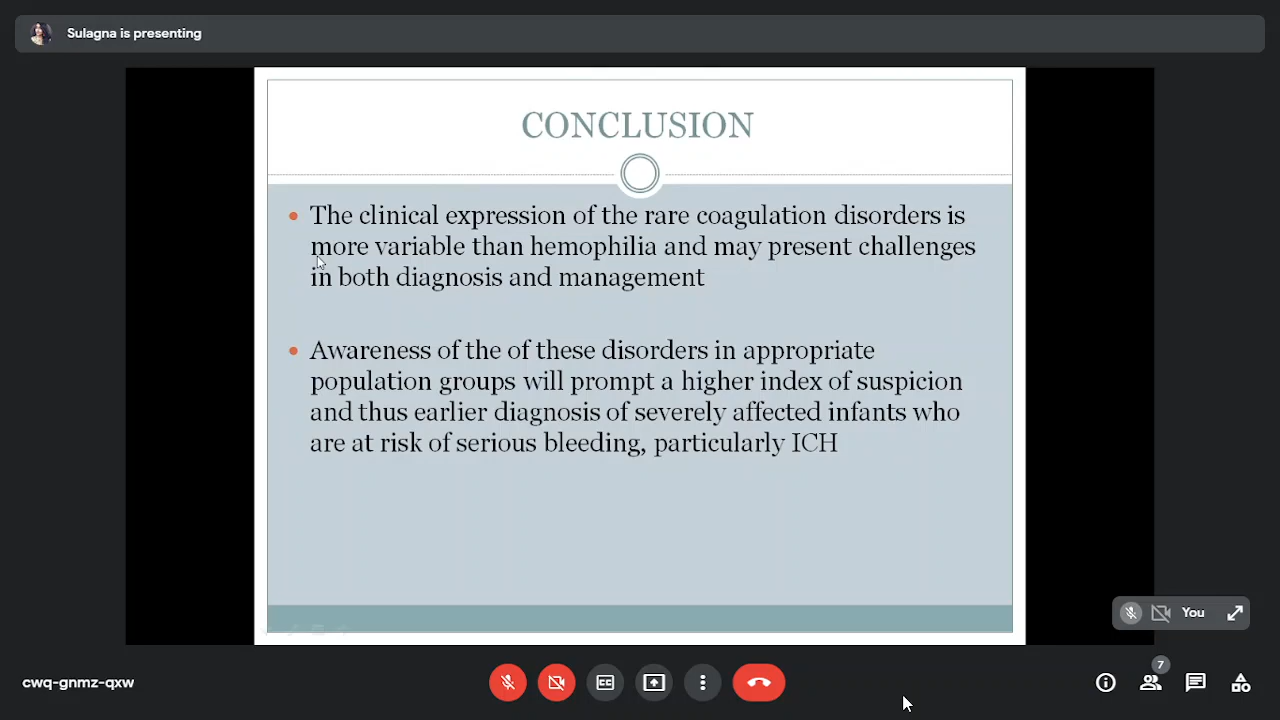 Sulagna is presenting
CONCLUSION
The clinical expression of the rare coagulation disorders is
more variable than hemophilia and may present challenges
in both diagnosis and management
Awareness of the of these disorders in appropriate
population groups will prompt a higher index of suspicion
and thus earlier diagnosis of severely affected infants who
are at risk of serious bleeding, particularly ICH
You
7
cwq-gnmz-qxw
CC